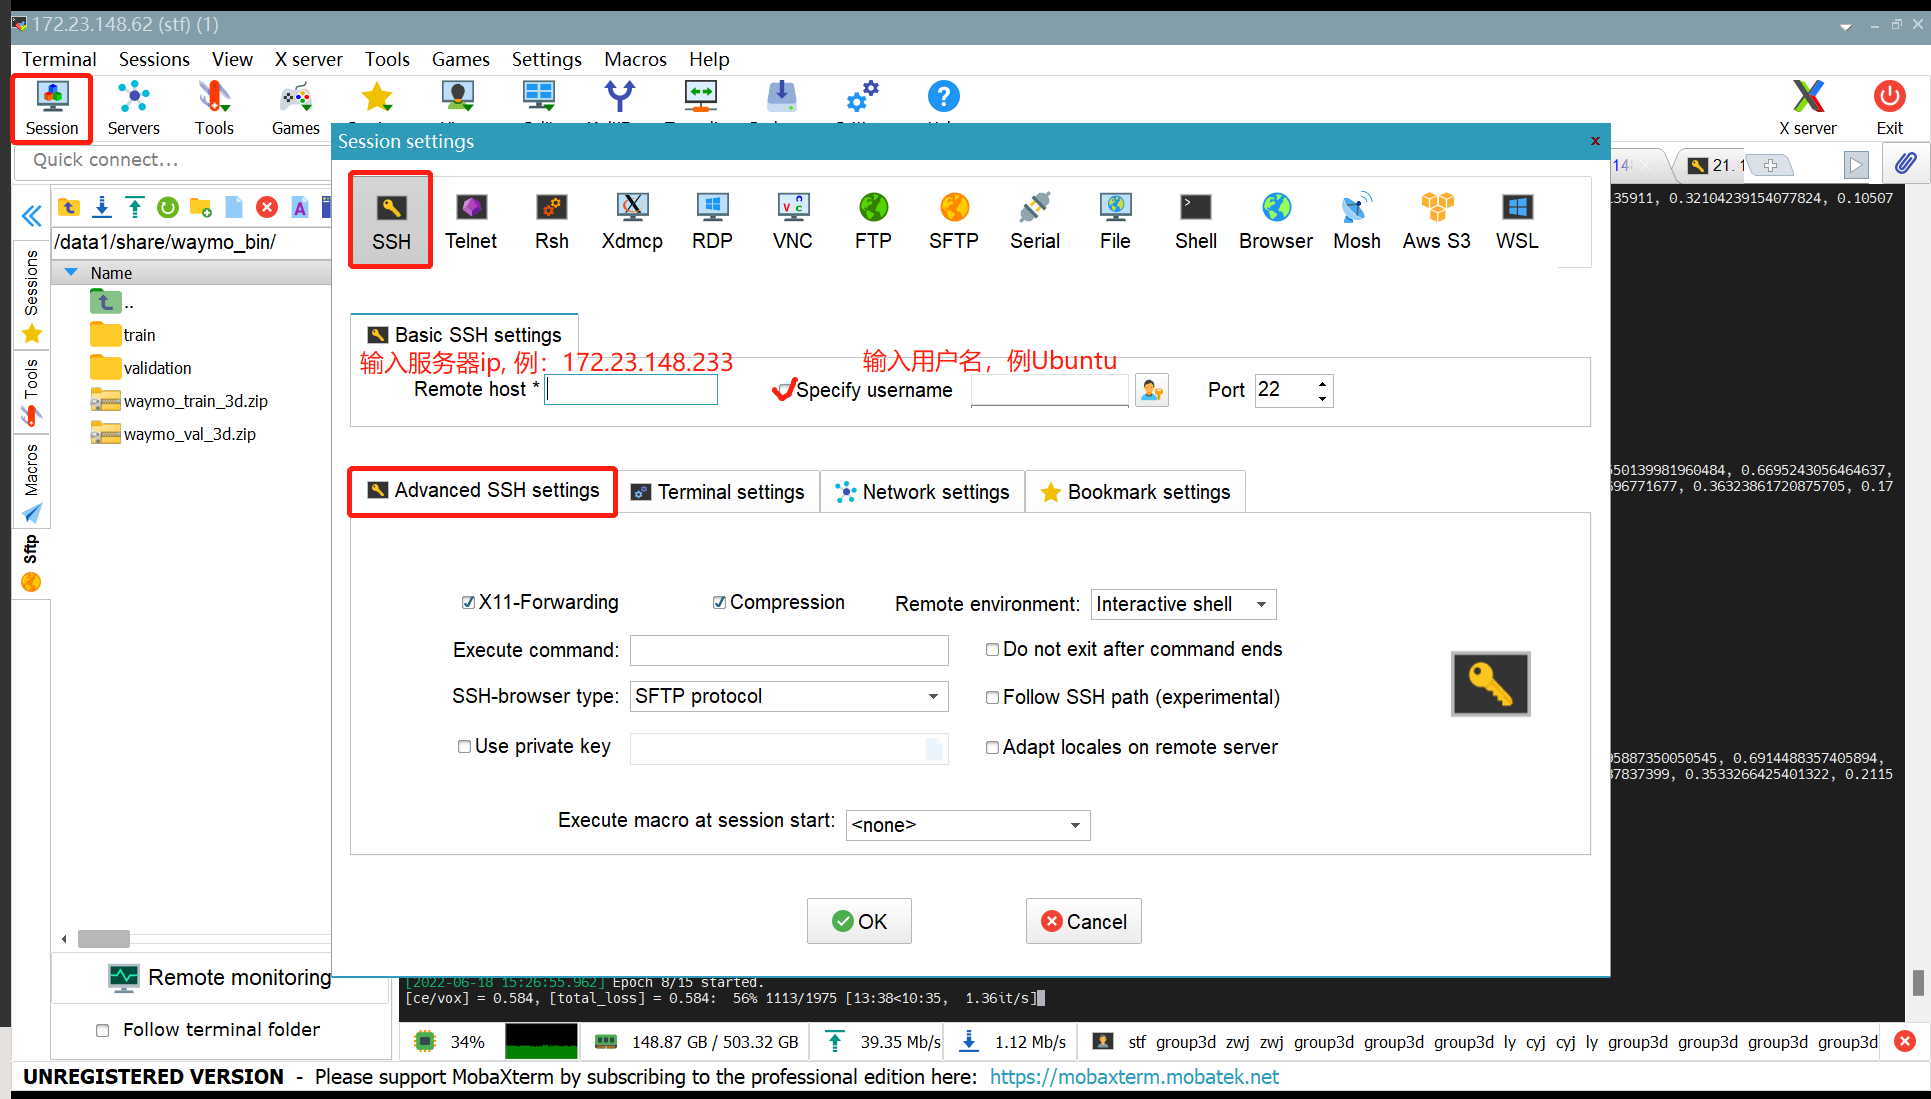 172.23.148.62 (stf) (1)
Terminal Sessions View X server Tools Games Settings Macros Help
Session Servers Tools Games X server Exit
Quick connect...
Session settings
21. 1
SSH Telnet Rsh Xdmcp RDP VNC FTP SFTP Serial File Shell Browser Mosh Aws S3 WSL
/data1/share/waymo_bin/
Name
..
train
validation
waymo_train_3d.zip
waymo_val_3d.zip
Sessions
Tools
Macros
Sftp
Basic SSH settings
输入服务器ip, 例：172.23.148.233
输入用户名，例Ubuntu
Remote host * Specify username Port 22
Advanced SSH settings Terminal settings Network settings Bookmark settings
X11-Forwarding Compression Remote environment: Interactive shell
Execute command: Do not exit after command ends
SSH-browser type: SFTP protocol Follow SSH path (experimental)
Use private key Adapt locales on remote server
Execute macro at session start: <none>
OK Cancel
135911, 0.32104239154077824, 0.10507
550139981960484, 0.6695243056464637,
596771677, 0.36323861720875705, 0.17
05887350050545, 0.6914488357405894,
37837399, 0.3533266425401322, 0.2115
Remote monitoring
Follow terminal folder
[2022-06-18 15:26:55.962] Epoch 8/15 started.
[ce/vox] = 0.584, [total_loss] = 0.584: 56% 1113/1975 [13:38<10:35, 1.36it/s]
34% 148.87 GB / 503.32 GB 39.35 Mb/s 1.12 Mb/s stf group3d zwj zwj group3d group3d group3d ly cyj cyj ly group3d group3d group3d group3d
UNREGISTERED VERSION - Please support MobaXterm by subscribing to the professional edition here: https://mobaxterm.mobatek.net